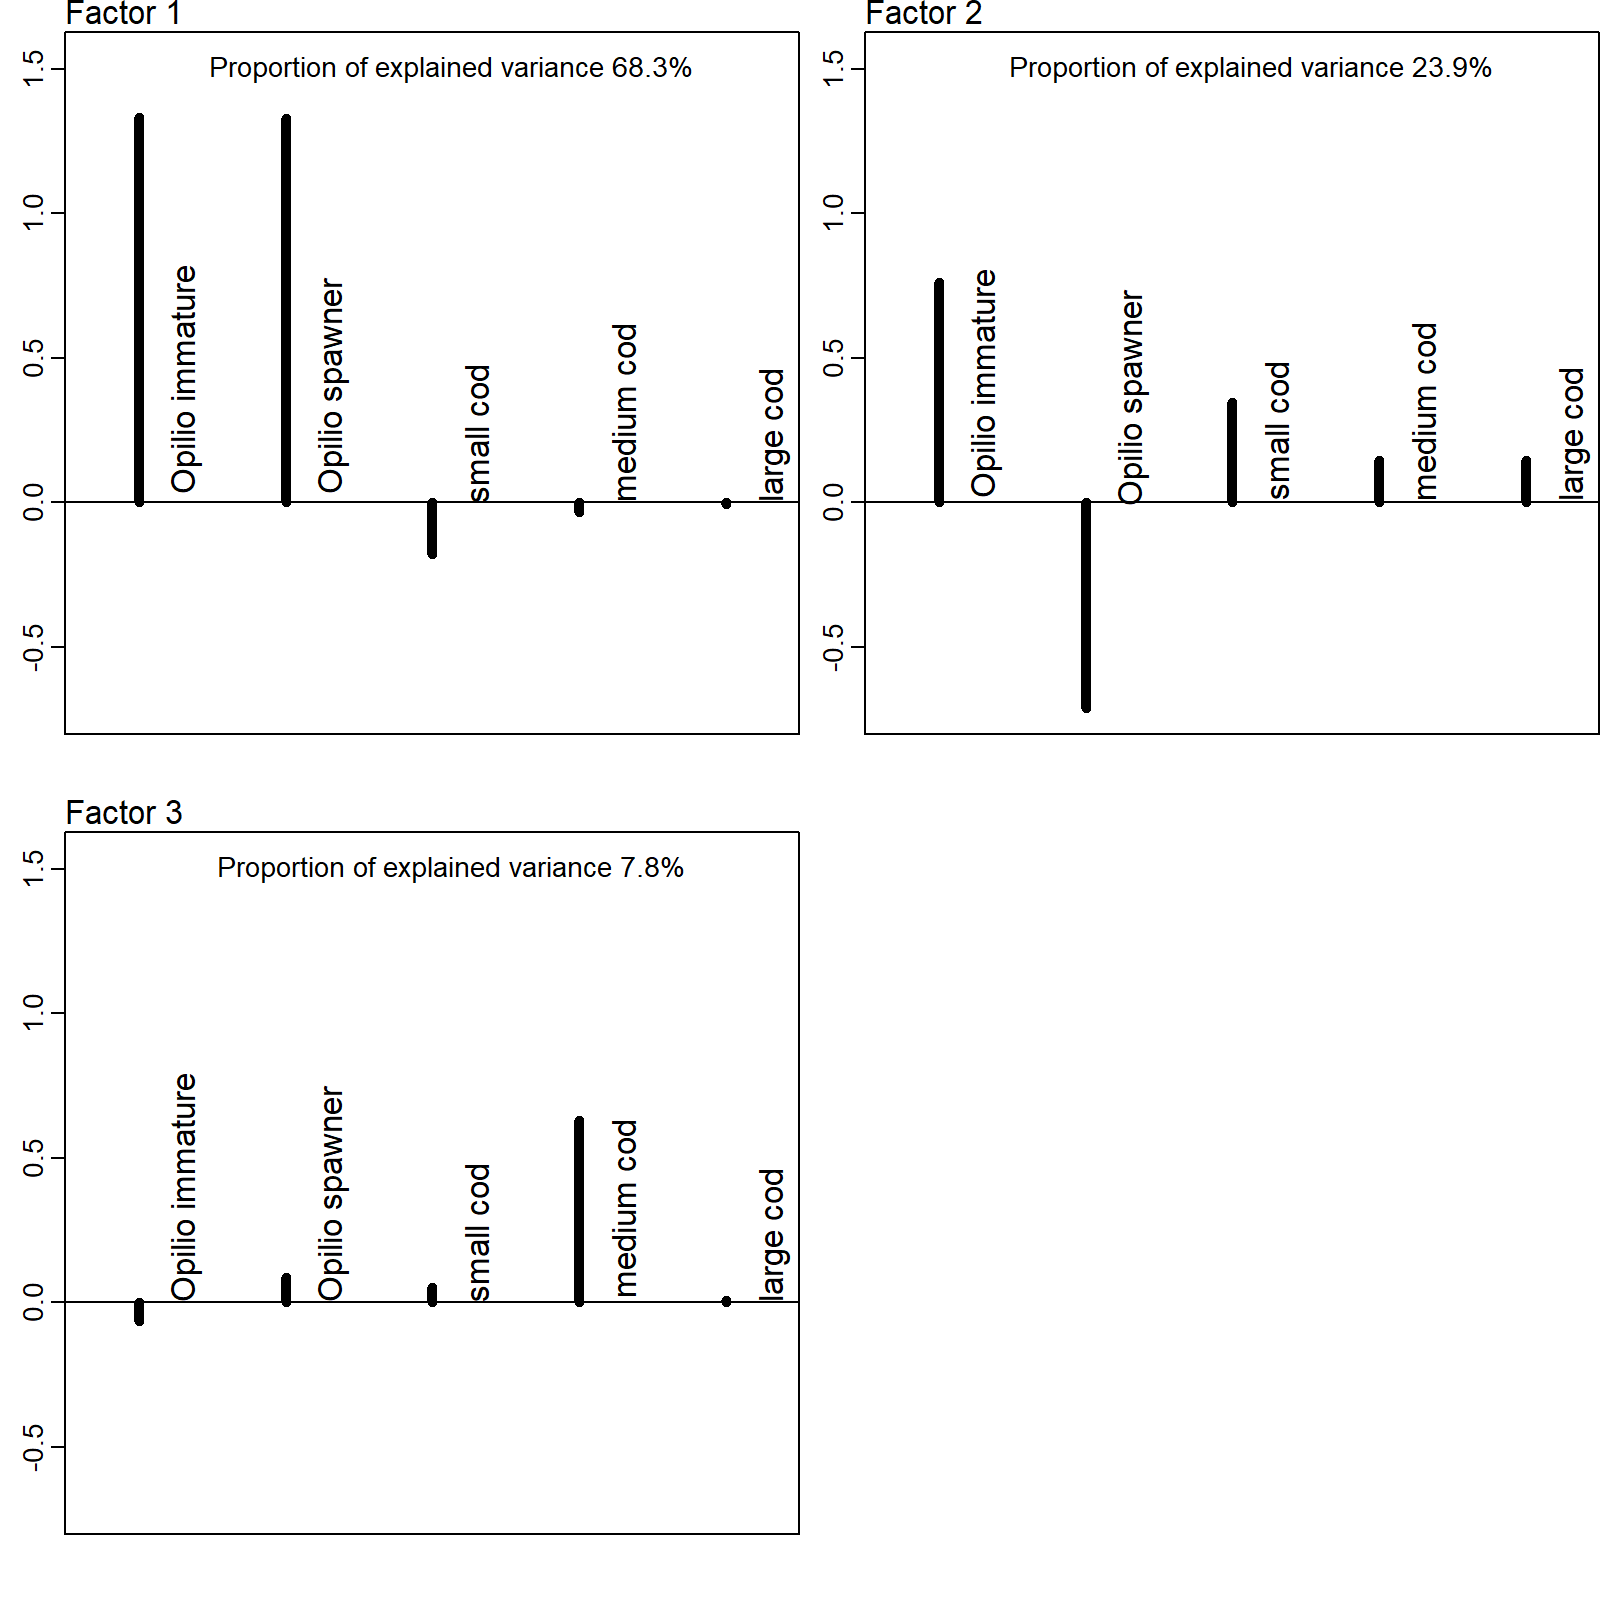 Factor 1
Proportion of explained variance 68.3%
1.5
1.0
0.5
0.0
-0.5
Opilio immature
Opilio spawner
small cod
medium cod
large cod
Factor 2
Proportion of explained variance 23.9%
1.5
1.0
0.5
0.0
-0.5
Opilio immature
Opilio spawner
small cod
medium cod
large cod
Factor 3
Proportion of explained variance 7.8%
1.5
1.0
0.5
0.0
-0.5
Opilio immature
Opilio spawner
small cod
medium cod
large cod